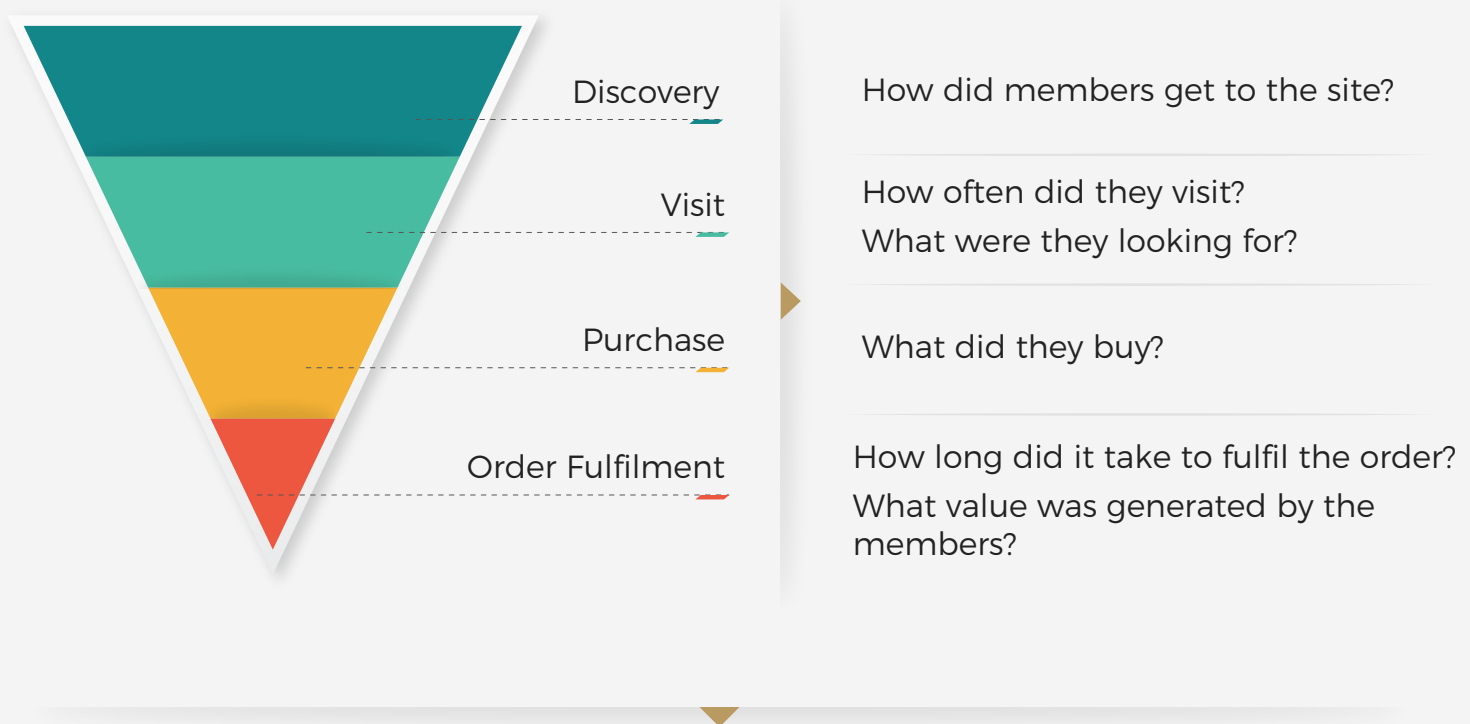 Discovery
How did members get to the site?
Visit
How often did they visit?
What were they looking for?
Purchase
What did they buy?
Order Fulfilment
How long did it take to fulfil the order?
What value was generated by the
members?